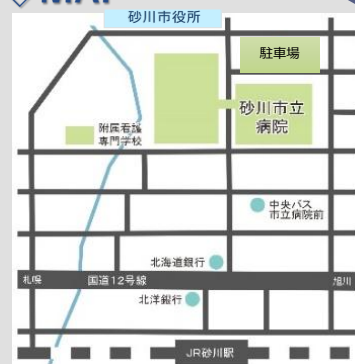 MAP
砂川市役所
駐車場
砂川市立
病院
附属看護
専門学校
中央バス
市立病院前
北海道銀行
札幌
国道12号線
旭川
北洋銀行
JR砂川駅